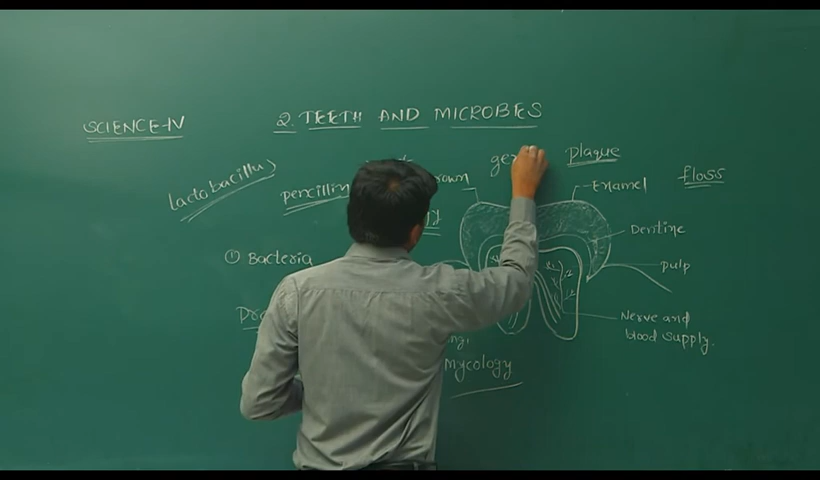 SCIENCE-IV
2. TEETH AND MICROBES
plaque
lactobacillus
pencillin
Enamel
floss
① Bacteria
Dentine
pulp
Nerve and
blood supply.
mycology